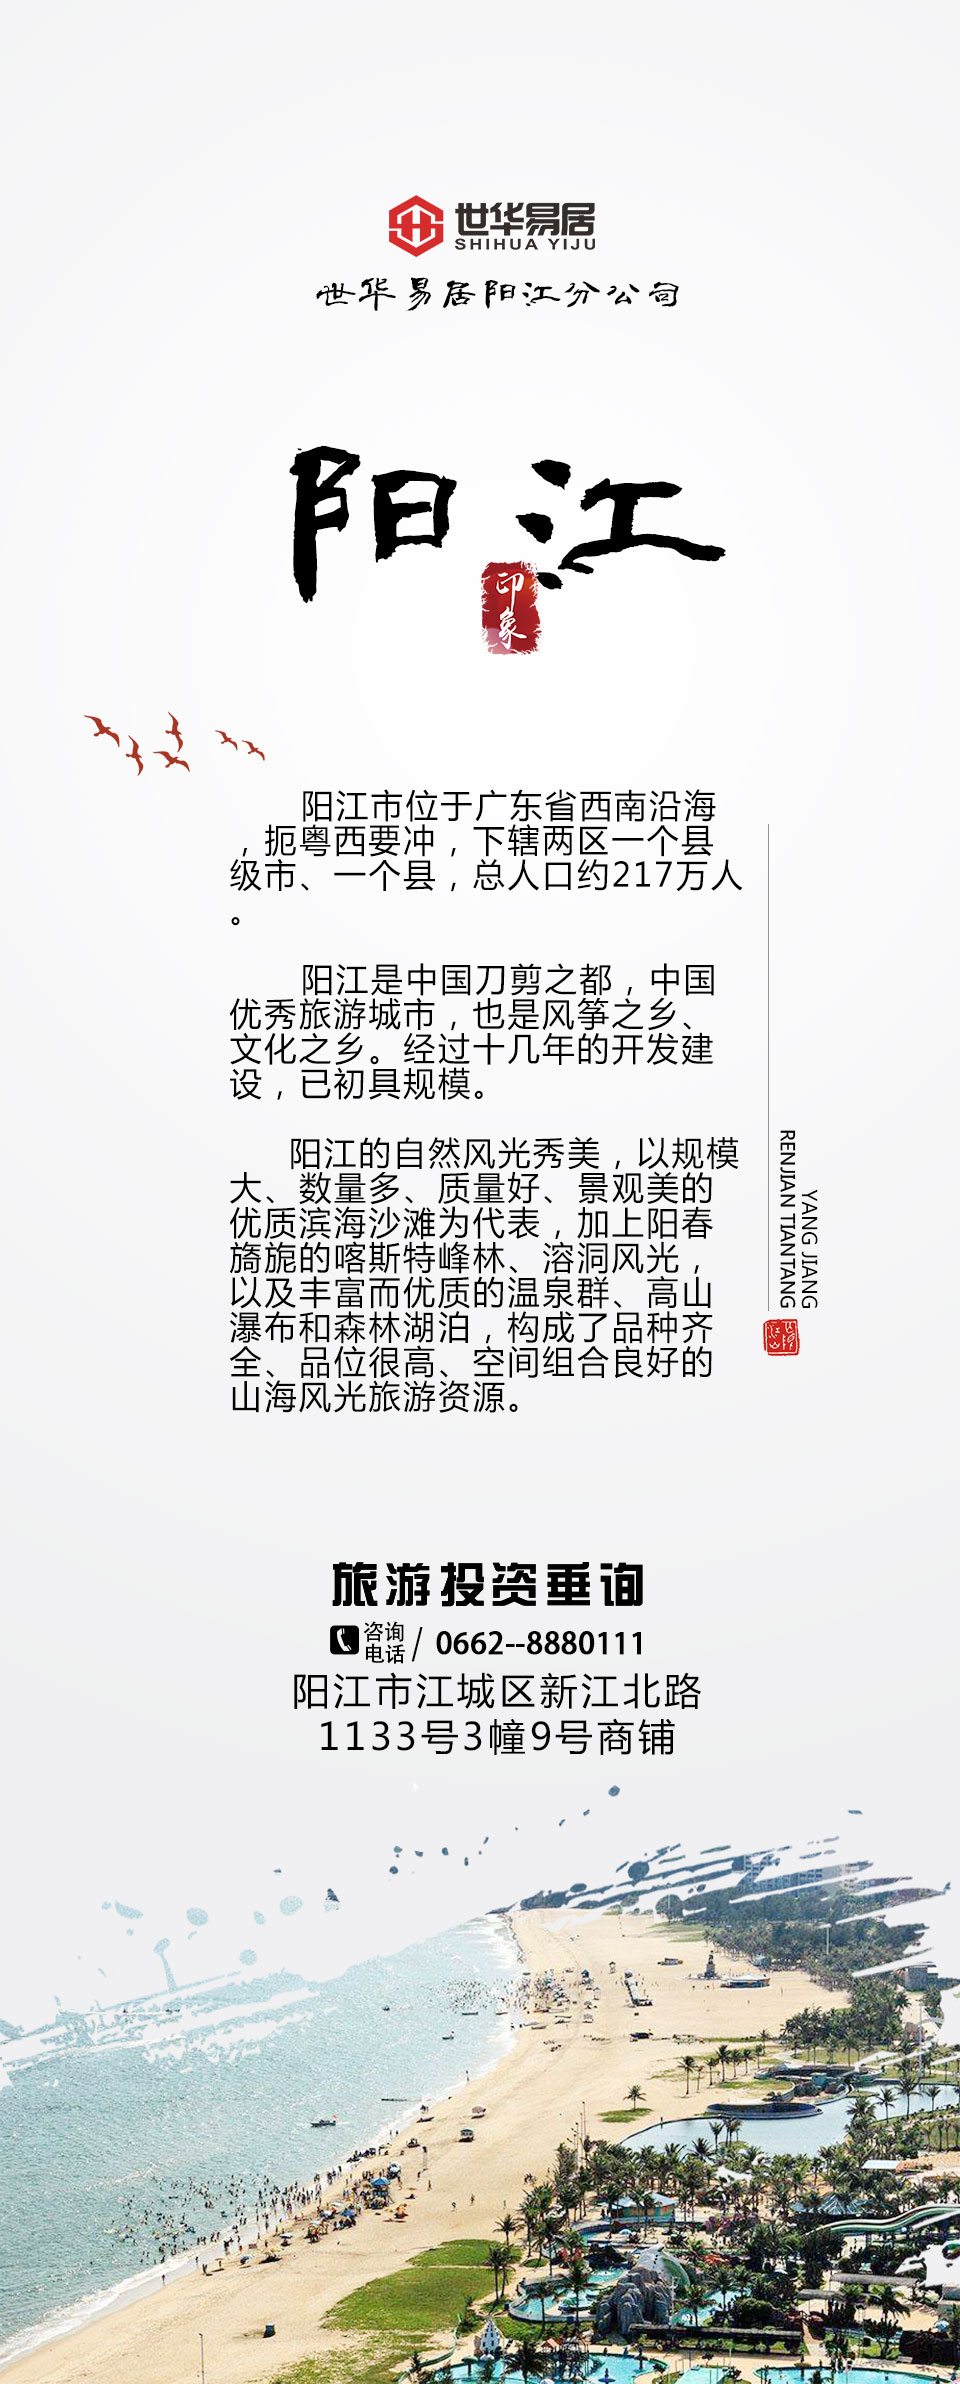 世华易居
SHIHUA YIJU
世华易居阳江分公司
阳江
印象
阳江市位于广东省西南沿海
，扼粤西要冲，下辖两区一个县
级市、一个县，总人口约217万人
。
阳江是中国刀剪之都，中国
优秀旅游城市，也是风筝之乡、
文化之乡。经过十几年的开发建
设，已初具规模。
阳江的自然风光秀美，以规模
大、数量多、质量好、景观美的
优质滨海沙滩为代表，加上阳春
旖旎的喀斯特峰林、溶洞风光，
以及丰富而优质的温泉群、高山
瀑布和森林湖泊，构成了品种齐
全、品位很高、空间组合良好的
山海风光旅游资源。
YANG JIANG
RENJIAN TIANTANG
旅游投资垂询
咨询
电话 / 0662--8880111
阳江市江城区新江北路
1133号3幢9号商铺